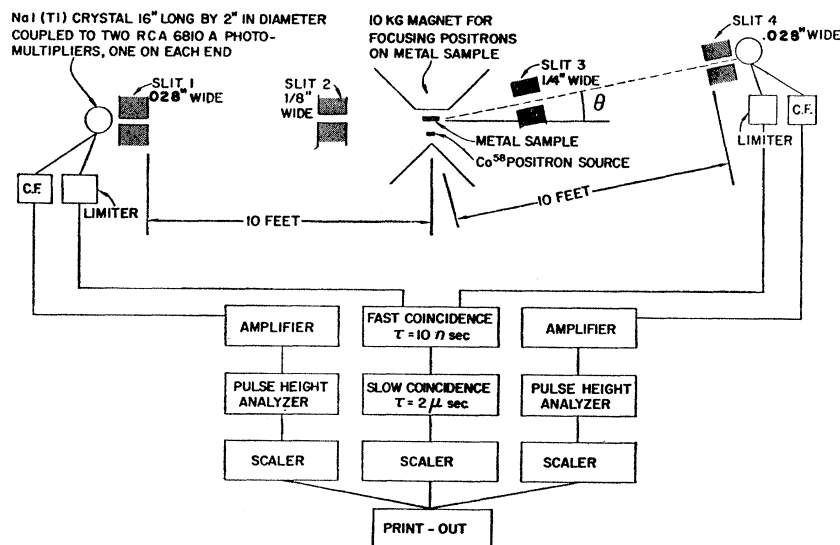 NaI (Tl) CRYSTAL 16" LONG BY 2" IN DIAMETER
COUPLED TO TWO RCA 6810 A PHOTO-
MULTIPLIERS, ONE ON EACH END
SLIT 1
.028" WIDE
SLIT 2
1/8"
WIDE
10 KG MAGNET FOR
FOCUSING POSITRONS
ON METAL SAMPLE
SLIT 3
1/4" WIDE
θ
SLIT 4
.028" WIDE
METAL SAMPLE
Co58 POSITRON SOURCE
LIMITER
C.F.
C.F.
LIMITER
10 FEET
10 FEET
AMPLIFIER
FAST COINCIDENCE
τ = 10 n sec
AMPLIFIER
PULSE HEIGHT
ANALYZER
SLOW COINCIDENCE
τ = 2 μ sec.
PULSE HEIGHT
ANALYZER
SCALER
SCALER
SCALER
PRINT - OUT